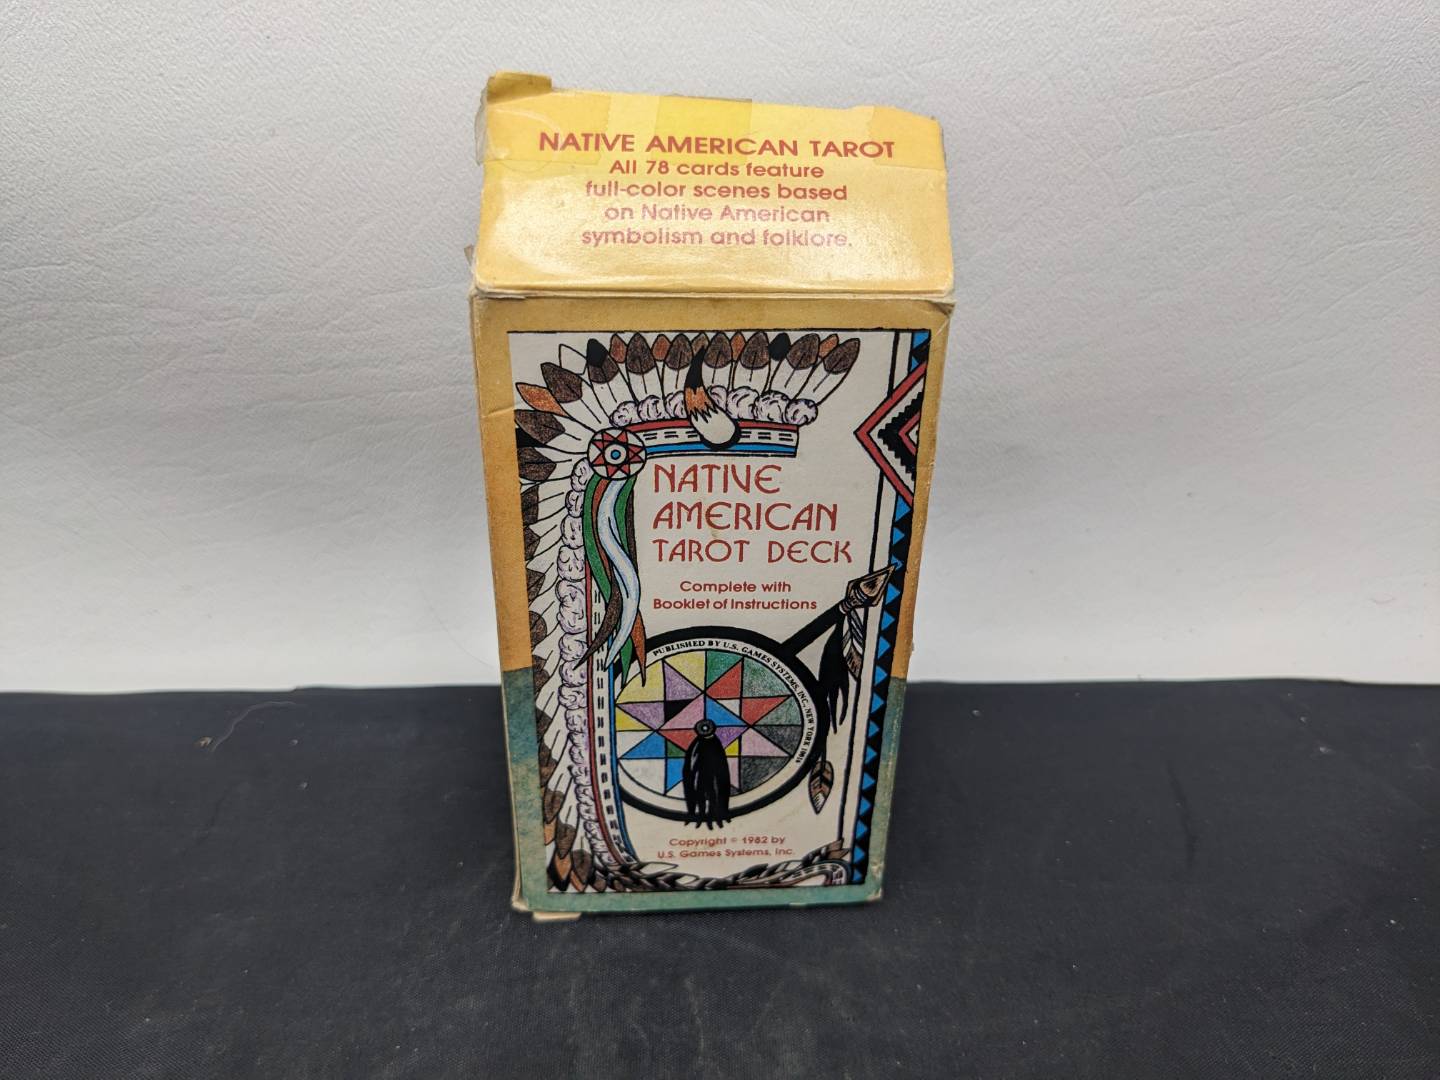 NATIVE AMERICAN TAROT
All 78 cards feature
full-color scenes based
on Native American
symbolism and folklore.
NATIVE
AMERICAN
TAROT DECK
Complete with
Booklet of Instructions
PUBLISHED BY U.S. GAMES SYSTEMS, INC., NEW YORK 10016
Copyright © 1982 by
U.S. Games Systems, Inc.